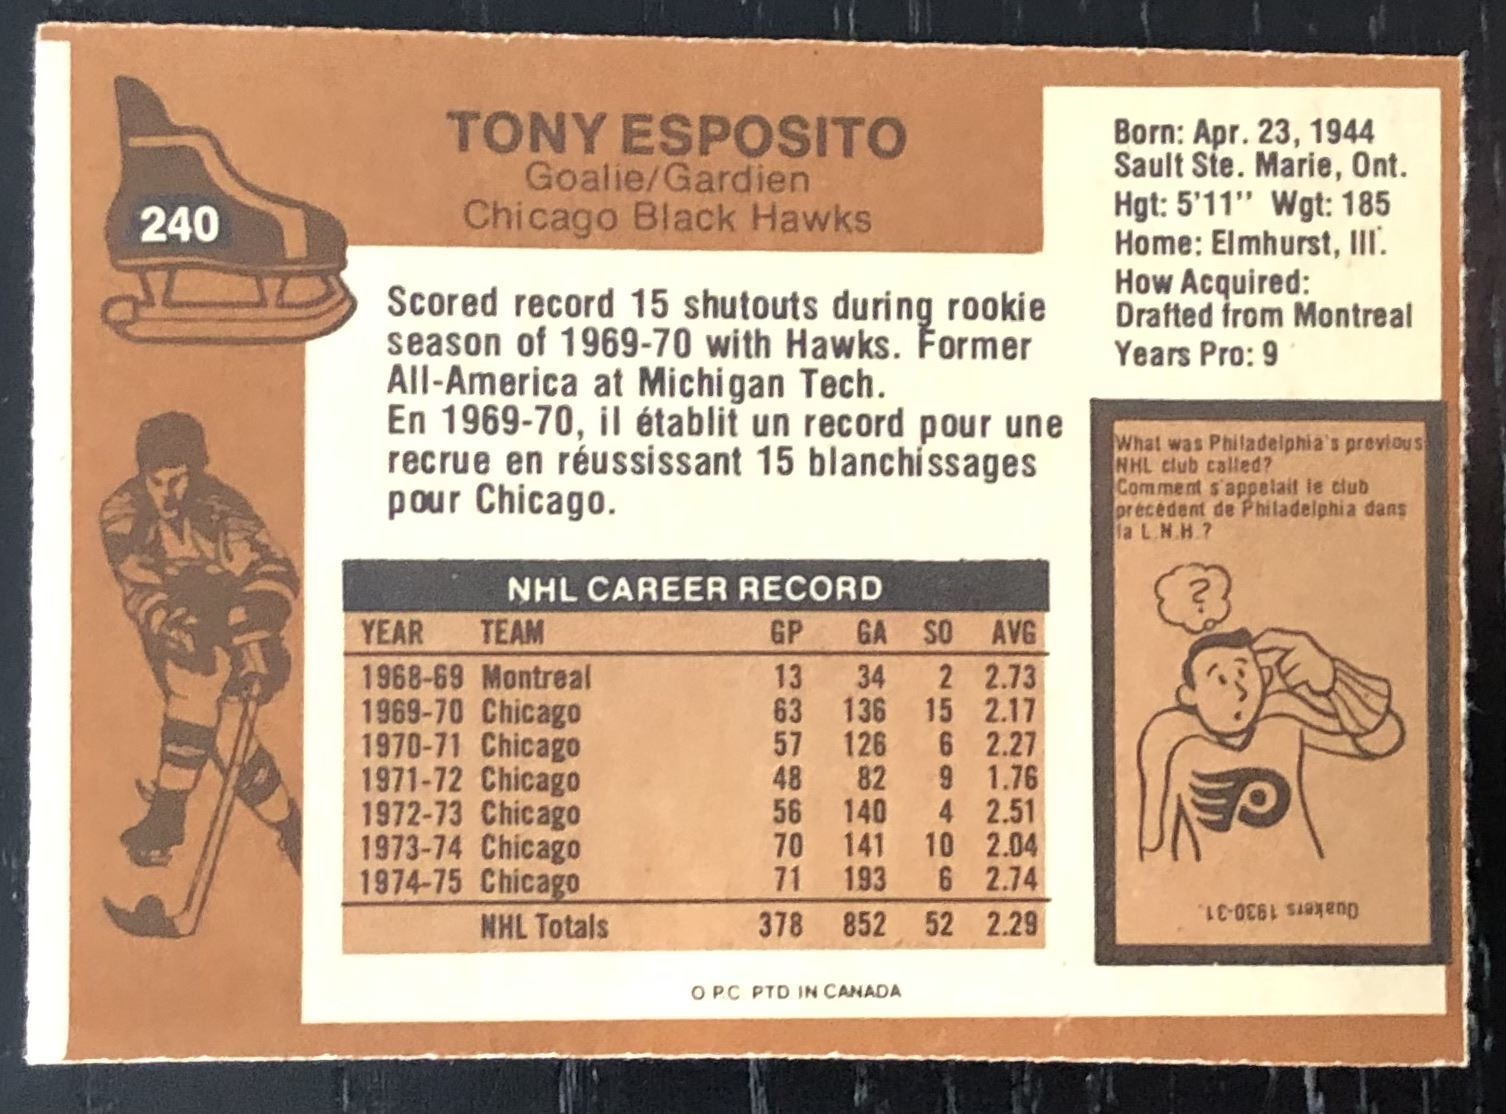 240
TONY ESPOSITO
Goalie/Gardien
Chicago Black Hawks
Born: Apr. 23, 1944
Sault Ste. Marie, Ont.
Hgt: 5'11" Wgt: 185
Home: Elmhurst, Ill.
How Acquired:
Drafted from Montreal
Years Pro: 9
Scored record 15 shutouts during rookie
season of 1969-70 with Hawks. Former
All-America at Michigan Tech.
En 1969-70, il établit un record pour une
recrue en réussissant 15 blanchissages
pour Chicago.
NHL CAREER RECORD
YEAR TEAM GP GA SO AVG
1968-69 Montreal 13 34 2 2.73
1969-70 Chicago 63 136 15 2.17
1970-71 Chicago 57 126 6 2.27
1971-72 Chicago 48 82 9 1.76
1972-73 Chicago 56 140 4 2.51
1973-74 Chicago 70 141 10 2.04
1974-75 Chicago 71 193 6 2.74
NHL Totals 378 852 52 2.29
What was Philadelphia's previous
NHL club called?
Comment s'appelait le club
précédent de Philadelphia dans
la L.N.H.?
?
P
Quakers 1930-31.
O.P.C. PTD. IN CANADA